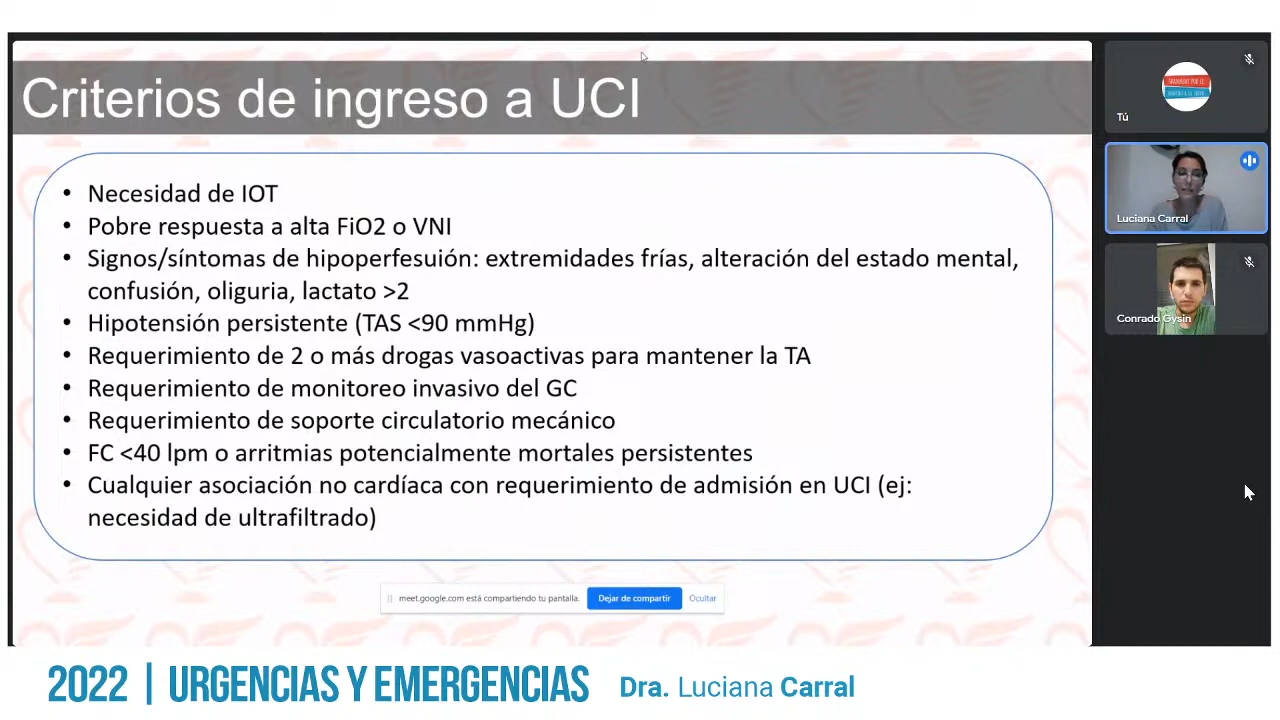 Criterios de ingreso a UCI
• Necesidad de IOT
• Pobre respuesta a alta FiO2 o VNI
• Signos/síntomas de hipoperfesuión: extremidades frías, alteración del estado mental,
confusión, oliguria, lactato >2
• Hipotensión persistente (TAS <90 mmHg)
• Requerimiento de 2 o más drogas vasoactivas para mantener la TA
• Requerimiento de monitoreo invasivo del GC
• Requerimiento de soporte circulatorio mecánico
• FC <40 lpm o arritmias potencialmente mortales persistentes
• Cualquier asociación no cardíaca con requerimiento de admisión en UCI (ej:
necesidad de ultrafiltrado)
meet.google.com está compartiendo tu pantalla. Dejar de compartir Ocultar
Tú
Luciana Carral
Conrado Gysin
2022 | URGENCIAS Y EMERGENCIAS Dra. Luciana Carral